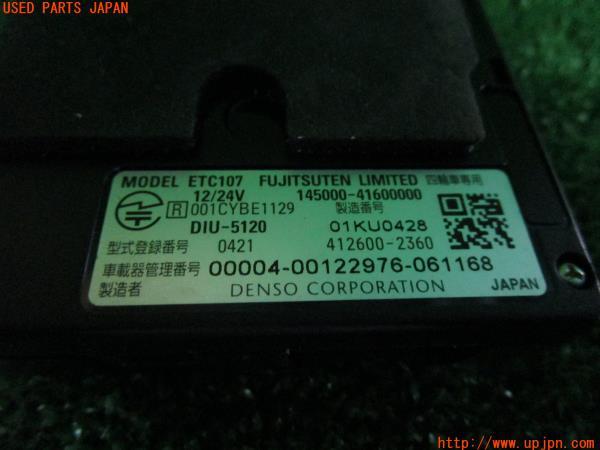 USED PARTS JAPAN
MODEL ETC107 FUJITSUTEN LIMITED 四輪車専用
12/24V 145000-41600000
R 001CYBE1129 製造番号
DIU-5120 01KU0428
型式登録番号 0421 412600-2360
車載器管理番号 00004-00122976-061168
製造者 DENSO CORPORATION JAPAN
http://www.upjpn.com/